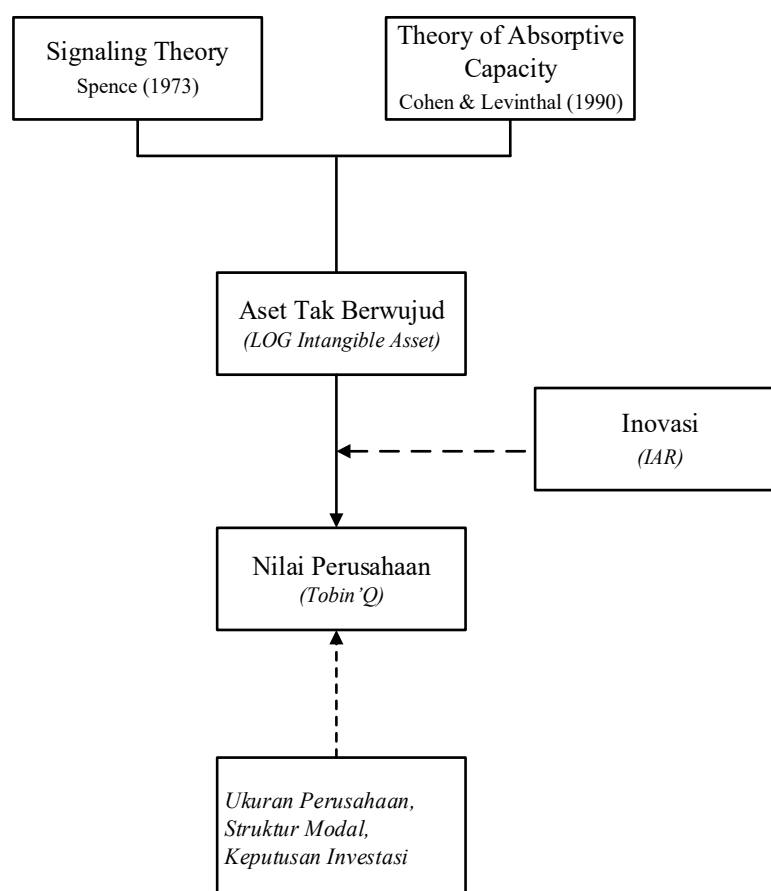 Signaling Theory
Spence (1973)
Theory of Absorptive
Capacity
Cohen & Levinthal (1990)
Aset Tak Berwujud
(LOG Intangible Asset)
Inovasi
(IAR)
Nilai Perusahaan
(Tobin’Q)
Ukuran Perusahaan,
Struktur Modal,
Keputusan Investasi